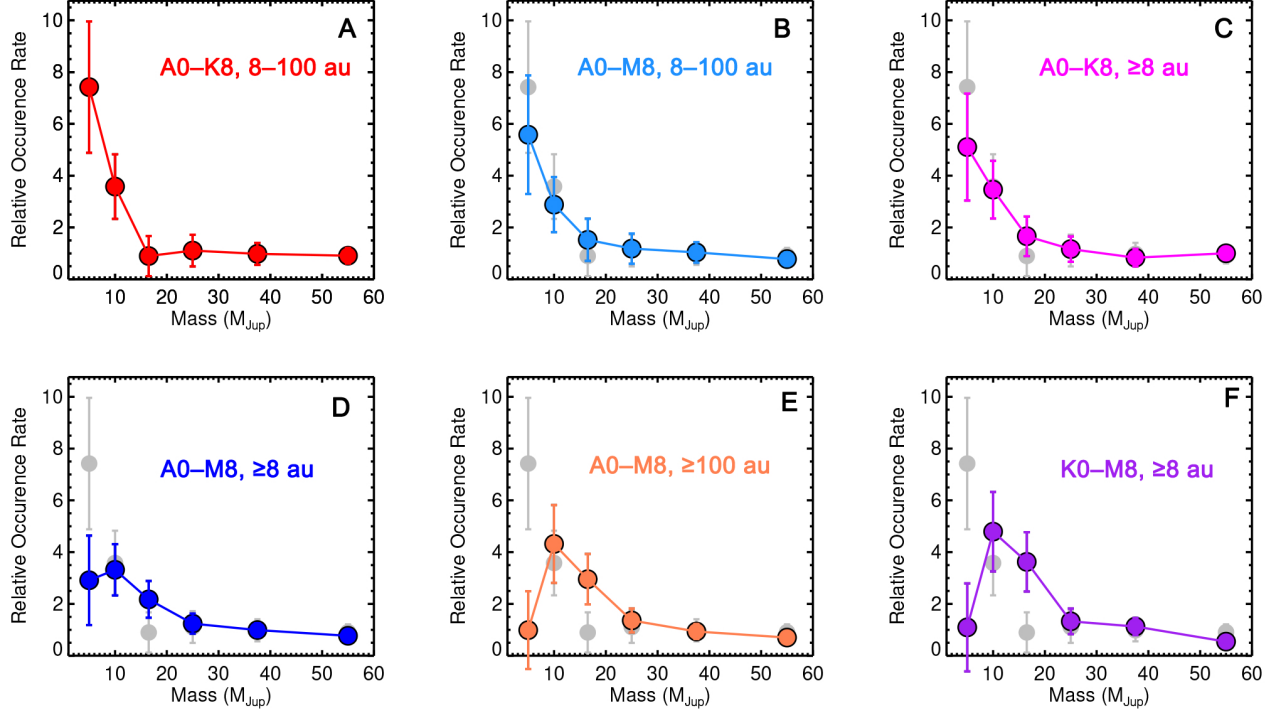 A
A0–K8, 8–100 au
Relative Occurence Rate
10
8
6
4
2
0
10 20 30 40 50 60
Mass (MJup)
B
A0–M8, 8–100 au
Relative Occurence Rate
10
8
6
4
2
0
10 20 30 40 50 60
Mass (MJup)
C
A0–K8, ≥8 au
Relative Occurence Rate
10
8
6
4
2
0
10 20 30 40 50 60
Mass (MJup)
D
A0–M8, ≥8 au
Relative Occurence Rate
10
8
6
4
2
0
10 20 30 40 50 60
Mass (MJup)
E
A0–M8, ≥100 au
Relative Occurence Rate
10
8
6
4
2
0
10 20 30 40 50 60
Mass (MJup)
F
K0–M8, ≥8 au
Relative Occurence Rate
10
8
6
4
2
0
10 20 30 40 50 60
Mass (MJup)